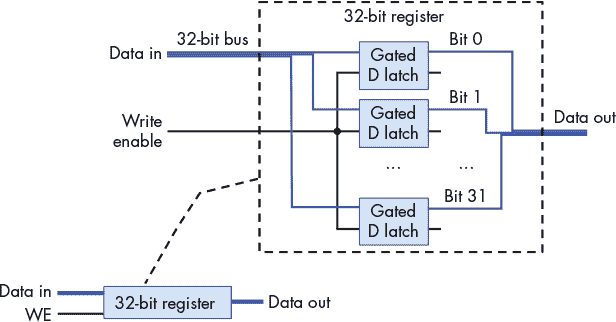 32-bit register
Data in
32-bit bus
Gated
D latch
Bit 0
Write
enable
Gated
D latch
Bit 1
Data out
...
...
Gated
D latch
Bit 31
Data in
WE
32-bit register
Data out